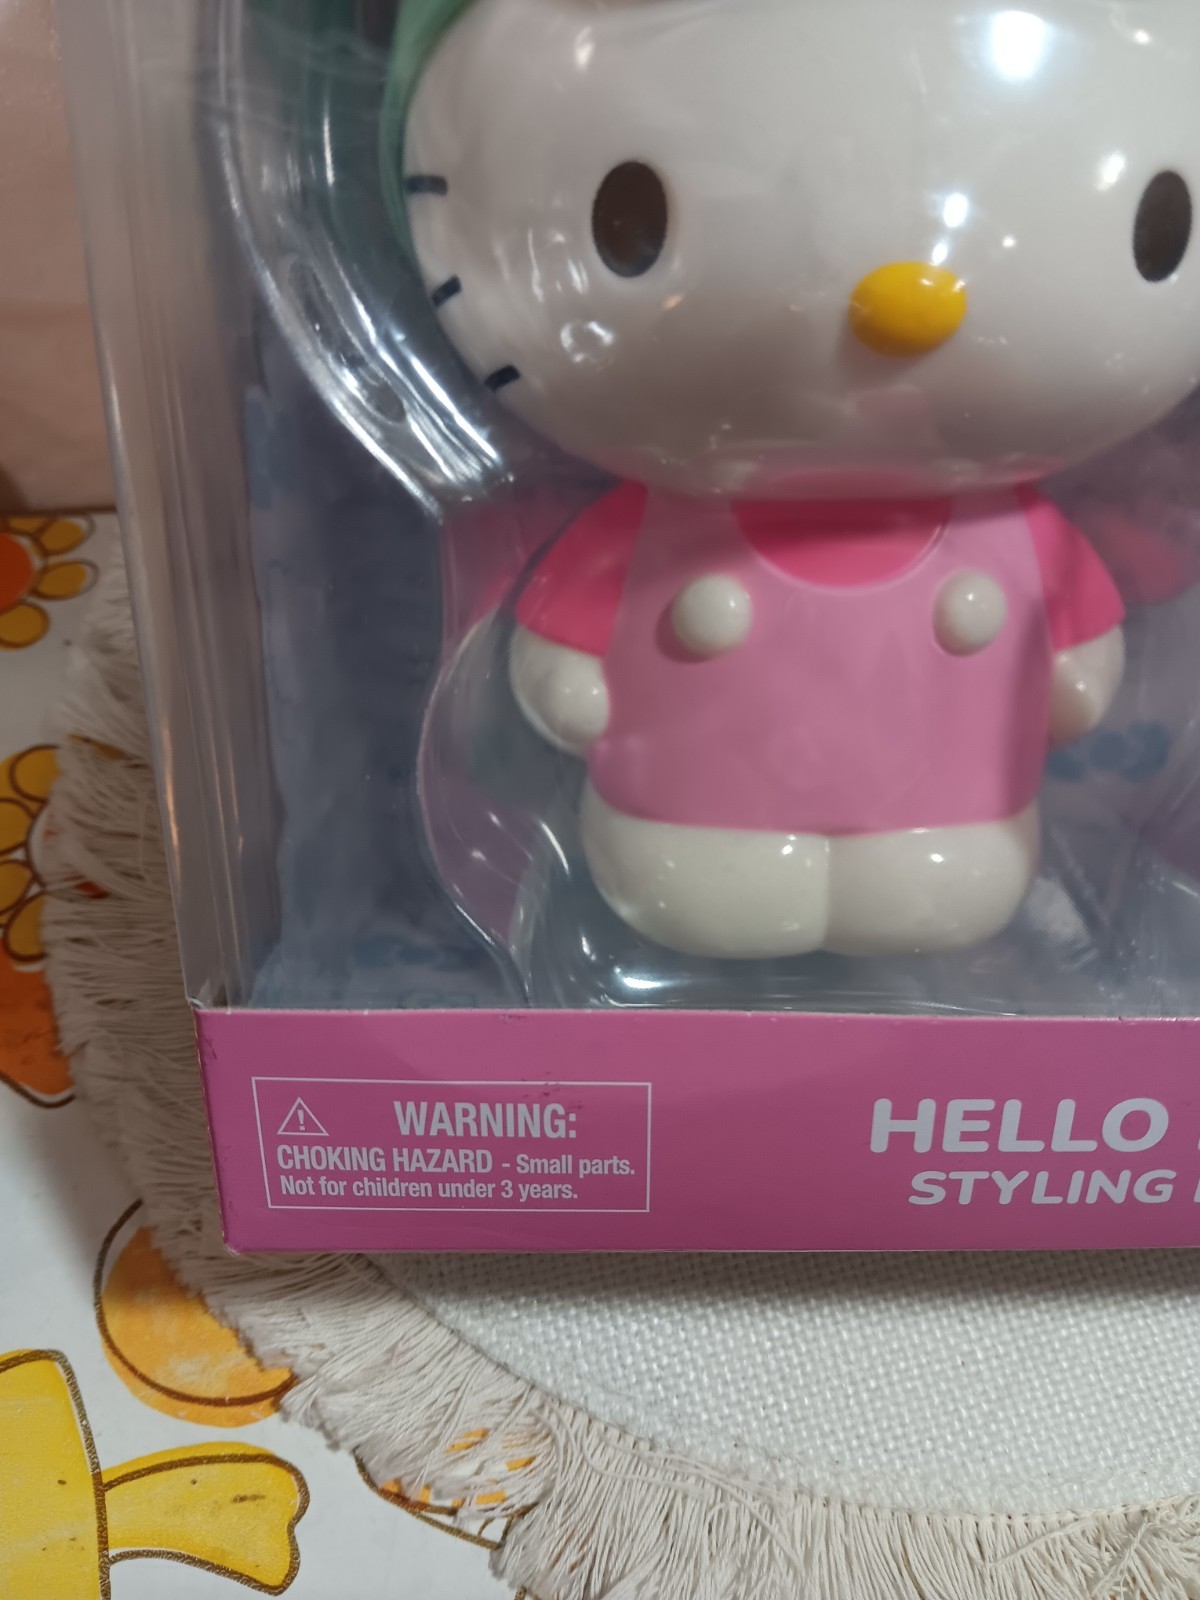 WARNING:
CHOKING HAZARD - Small parts.
Not for children under 3 years.
HELLO
STYLING